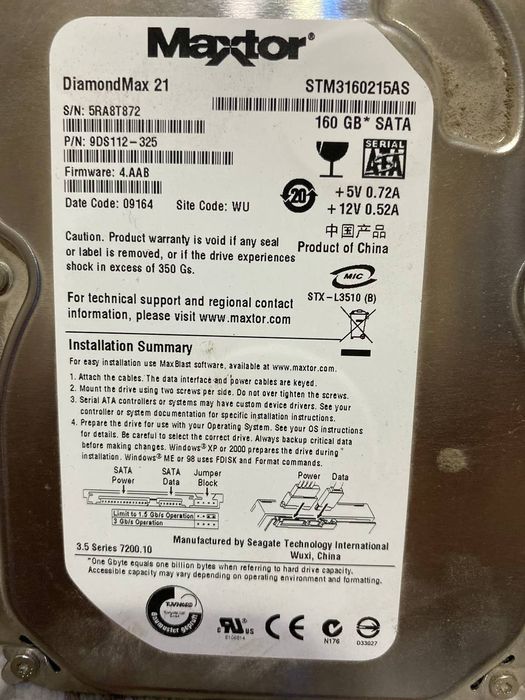 Maxtor®
DiamondMax 21
STM3160215AS
S/N: 5RA8T872
160 GB* SATA
P/N: 9DS112-325
SERIAL
ATA
Firmware: 4.AAB
20
+5V 0.72A
Date Code: 09164 Site Code: WU
+12V 0.52A
中国产品
Product of China
Caution. Product warranty is void if any seal
or label is removed, or if the drive experiences
shock in excess of 350 Gs.
MIC
STX-L3510 (B)
For technical support and regional contact
information, please visit www.maxtor.com
Installation Summary
For easy installation use MaxBlast software, available at www.maxtor.com.
1. Attach the cables. The data interface and power cables are keyed.
2. Mount the drive using two screws per side. Do not over tighten the screws.
3. Serial ATA controllers or systems may have custom device drivers. See your
controller or system documentation for specific installation instructions.
4. Prepare the drive for use with your Operating System. See your OS instructions
for details. Be careful to select the correct drive. Always backup critical data
before making changes. Windows® XP or 2000 prepares the drive during
installation. Windows® ME or 98 uses FDISK and Format commands.
SATA Power
SATA Data
Jumper Block
Power Data
Limit to 1.5 Gb/s Operation
3 Gb/s Operation
Manufactured by Seagate Technology International
Wuxi, China
3.5 Series 7200.10
*One Gbyte equals one billion bytes when referring to hard drive capacity.
Accessible capacity may vary depending on operating environment and formatting.
c RU us
CE
N176
D33027